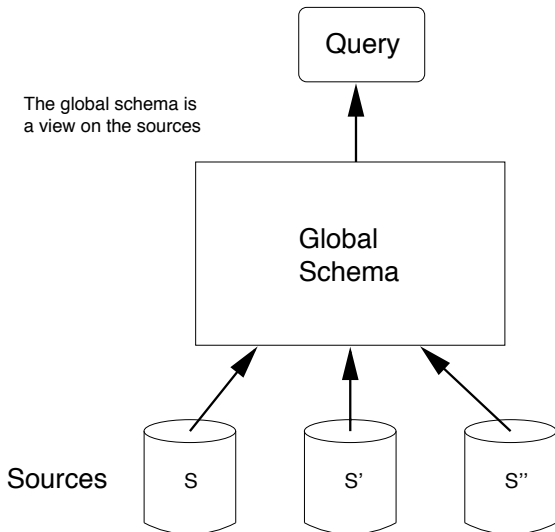 Query
The global schema is
a view on the sources
Global
Schema
Sources
S
S'
S''